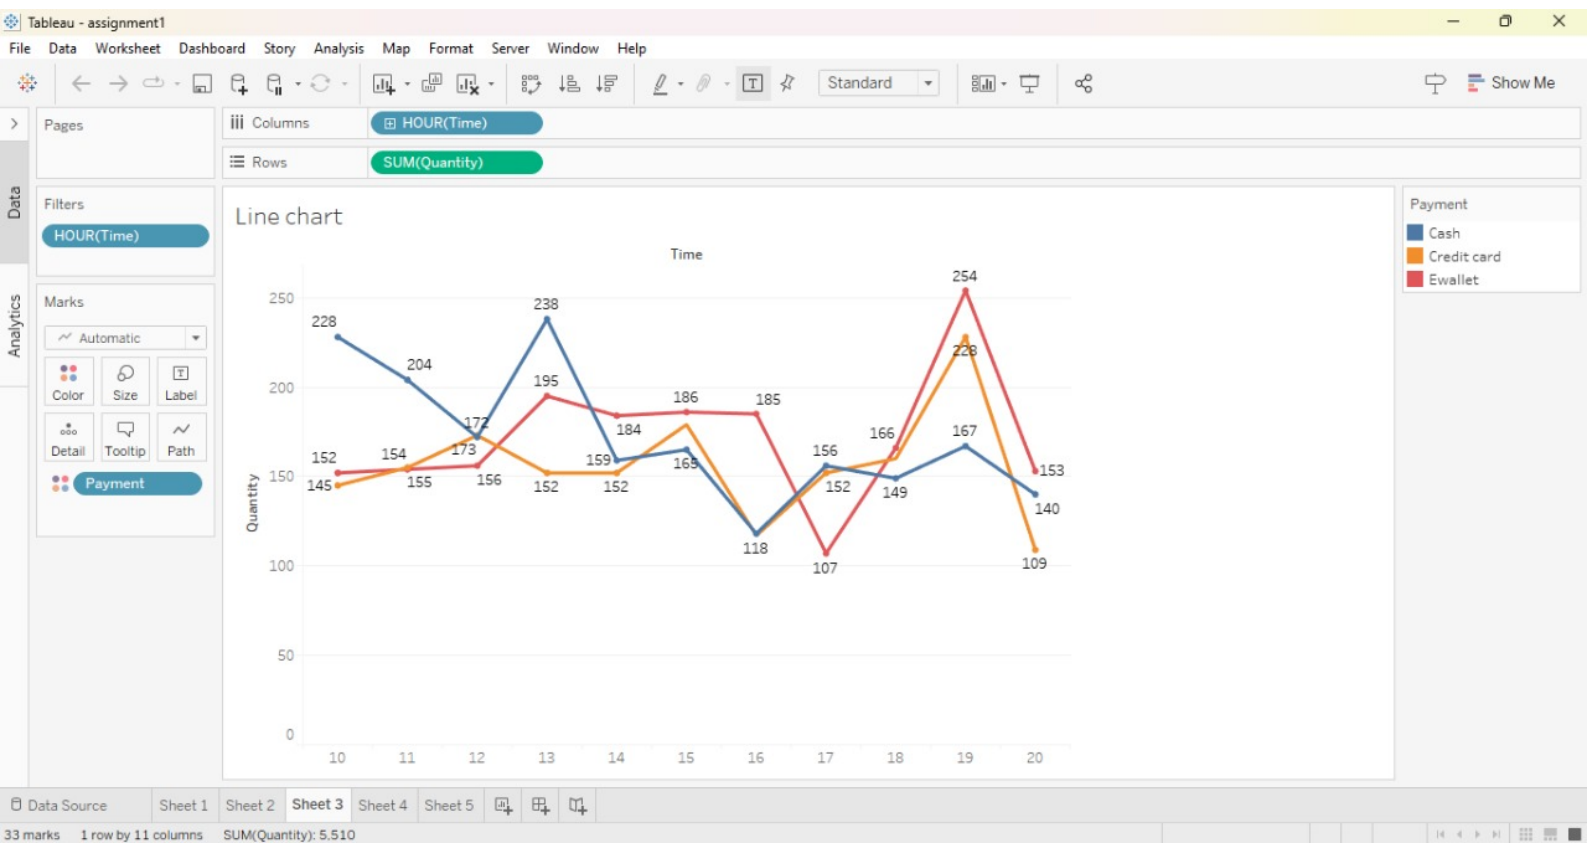 Tableau - assignment1
File Data Worksheet Dashboard Story Analysis Map Format Server Window Help
Standard
Show Me
Pages
iii Columns
HOUR(Time)
Rows
SUM(Quantity)
Data
Analytics
Filters
HOUR(Time)
Marks
Automatic
Color Size Label
Detail Tooltip Path
Payment
Line chart
Time
Quantity
250
200
150
100
50
0
228
204
238
172
173
195
152
145
154
155
156
152
159
184
152
186
165
185
118
156
152
107
166
149
254
228
167
153
140
109
10 11 12 13 14 15 16 17 18 19 20
Payment
Cash
Credit card
Ewallet
Data Source Sheet 1 Sheet 2 Sheet 3 Sheet 4 Sheet 5
33 marks 1 row by 11 columns SUM(Quantity): 5,510